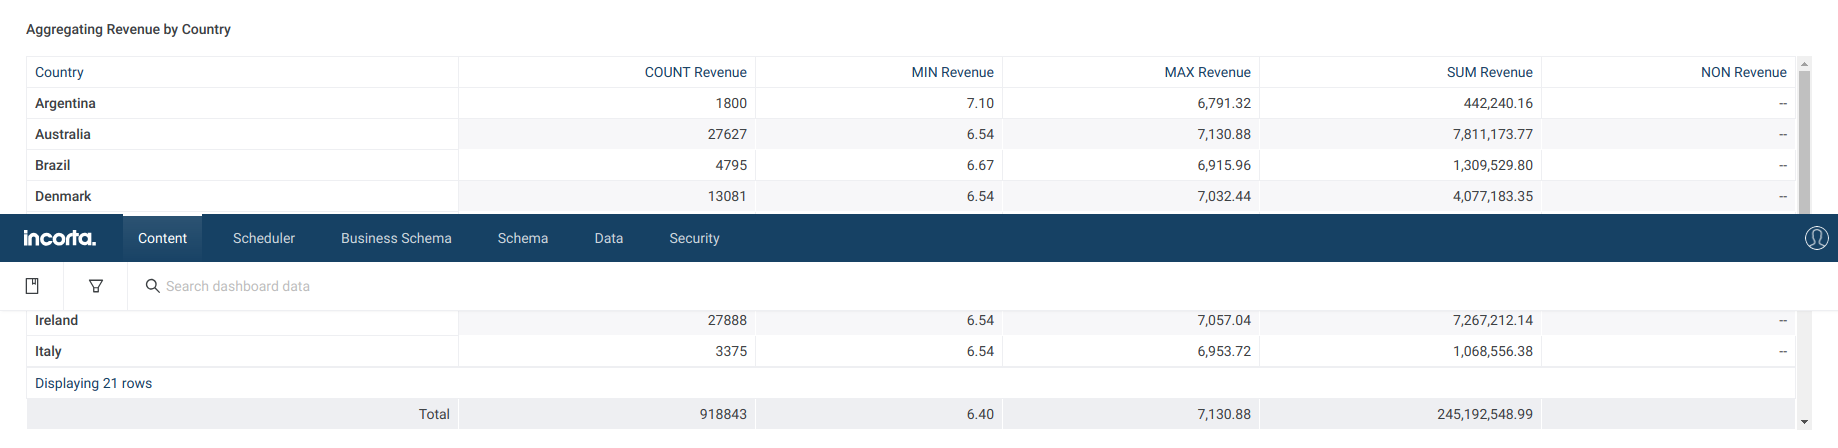 Aggregating Revenue by Country
Country COUNT Revenue MIN Revenue MAX Revenue SUM Revenue NON Revenue
Argentina 1800 7.10 6,791.32 442,240.16 --
Australia 27627 6.54 7,130.88 7,811,173.77 --
Brazil 4795 6.67 6,915.96 1,309,529.80 --
Denmark 13081 6.54 7,032.44 4,077,183.35 --
incorta. Content Scheduler Business Schema Schema Data Security
Search dashboard data
Ireland 27888 6.54 7,057.04 7,267,212.14 --
Italy 3375 6.54 6,953.72 1,068,556.38 --
Displaying 21 rows
Total 918843 6.40 7,130.88 245,192,548.99